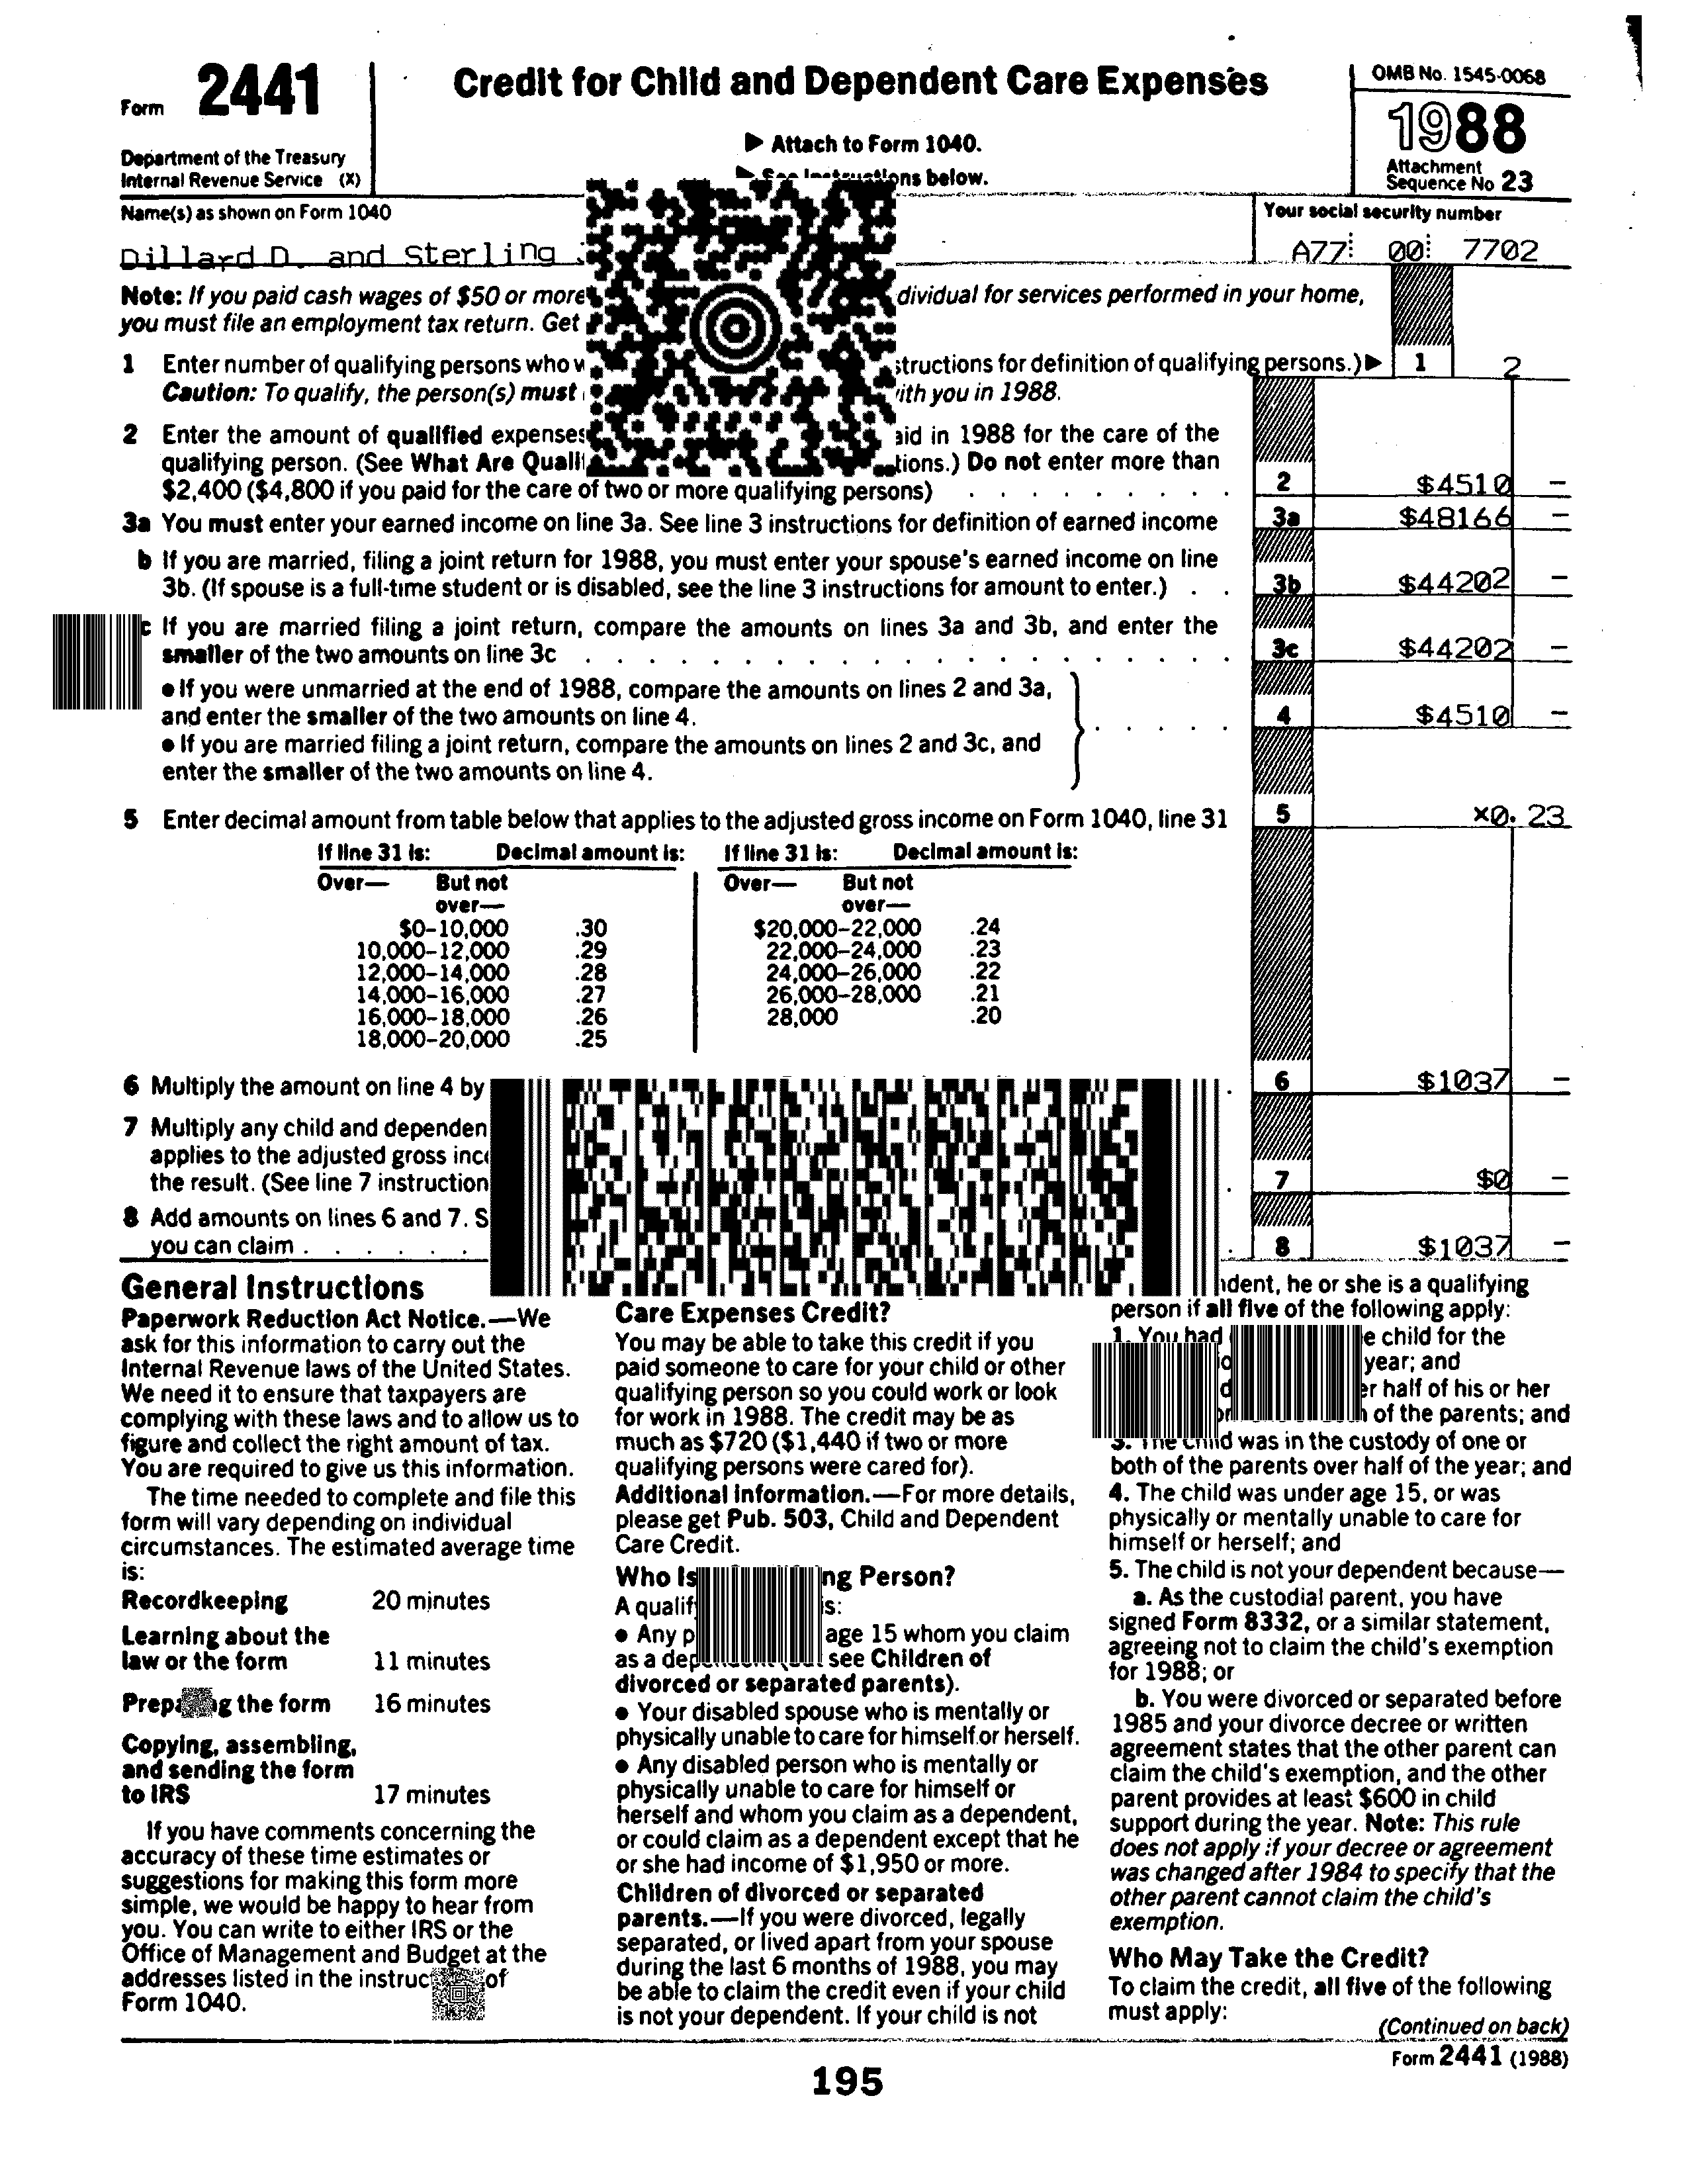 Form 2441
Department of the Treasury
Internal Revenue Service (X)
Credit for Child and Dependent Care Expenses
▶ Attach to Form 1040.
▶ See Instructions below.
OMB No. 1545-0068
1988
Attachment
Sequence No 23
Name(s) as shown on Form 1040
Dillard D. and Sterling
Your social security number
A77 00 7702
Note: If you paid cash wages of $50 or more dividual for services performed in your home,
you must file an employment tax return. Get
1 Enter number of qualifying persons who structions for definition of qualifying persons.) ▶ 1 2
Caution: To qualify, the person(s) must with you in 1988.
2 Enter the amount of qualified expenses paid in 1988 for the care of the
qualifying person. (See What Are tions.) Do not enter more than
$2,400 ($4,800 if you paid for the care of two or more qualifying persons) . . . . . . . . . 2 $4510 —
3a You must enter your earned income on line 3a. See line 3 instructions for definition of earned income 3a $48166 —
b If you are married, filing a joint return for 1988, you must enter your spouse's earned income on line
3b. (If spouse is a full-time student or is disabled, see the line 3 instructions for amount to enter.) . . 3b $44202 —
c If you are married filing a joint return, compare the amounts on lines 3a and 3b, and enter the
smaller of the two amounts on line 3c . . . . . . . . . . . . . . . . 3c $44202 —
● If you were unmarried at the end of 1988, compare the amounts on lines 2 and 3a,
and enter the smaller of the two amounts on line 4. . . . . . 4 $4510 —
● If you are married filing a joint return, compare the amounts on lines 2 and 3c, and
enter the smaller of the two amounts on line 4.
5 Enter decimal amount from table below that applies to the adjusted gross income on Form 1040, line 31 5 ×0. 23
If line 31 is: Decimal amount is: If line 31 is: Decimal amount is:
Over— But not Over— But not
over— over—
$0–10,000 .30 $20,000–22,000 .24
10,000–12,000 .29 22,000–24,000 .23
12,000–14,000 .28 24,000–26,000 .22
14,000–16,000 .27 26,000–28,000 .21
16,000–18,000 .26 28,000 .20
18,000–20,000 .25
6 Multiply the amount on line 4 by . 6 $1037 —
7 Multiply any child and dependen
applies to the adjusted gross
the result. (See line 7 instruction . 7 $0 —
8 Add amounts on lines 6 and 7.
you can claim . . . . . . . 8 $1037 —
General Instructions
Paperwork Reduction Act Notice.—We
ask for this information to carry out the
Internal Revenue laws of the United States.
We need it to ensure that taxpayers are
complying with these laws and to allow us to
figure and collect the right amount of tax.
You are required to give us this information.
The time needed to complete and file this
form will vary depending on individual
circumstances. The estimated average time
is:
Recordkeeping 20 minutes
Learning about the
law or the form 11 minutes
Preparing the form 16 minutes
Copying, assembling,
and sending the form
to IRS 17 minutes
If you have comments concerning the
accuracy of these time estimates or
suggestions for making this form more
simple, we would be happy to hear from
you. You can write to either IRS or the
Office of Management and Budget at the
addresses listed in the instruc of
Form 1040.
Care Expenses Credit?
You may be able to take this credit if you
paid someone to care for your child or other
qualifying person so you could work or look
for work in 1988. The credit may be as
much as $720 ($1,440 if two or more
qualifying persons were cared for).
Additional information.—For more details,
please get Pub. 503, Child and Dependent
Care Credit.
Who Is ng Person?
A qualif is:
● Any age 15 whom you claim
as a see Children of
divorced or separated parents).
● Your disabled spouse who is mentally or
physically unable to care for himself or herself.
● Any disabled person who is mentally or
physically unable to care for himself or
herself and whom you claim as a dependent,
or could claim as a dependent except that he
or she had income of $1,950 or more.
Children of divorced or separated
parents.—If you were divorced, legally
separated, or lived apart from your spouse
during the last 6 months of 1988, you may
be able to claim the credit even if your child
is not your dependent. If your child is not
dent, he or she is a qualifying
person if all five of the following apply:
1. You had child for the
year; and
half of his or her
of the parents; and
3. The child was in the custody of one or
both of the parents over half of the year; and
4. The child was under age 15, or was
physically or mentally unable to care for
himself or herself; and
5. The child is not your dependent because—
a. As the custodial parent, you have
signed Form 8332, or a similar statement,
agreeing not to claim the child's exemption
for 1988; or
b. You were divorced or separated before
1985 and your divorce decree or written
agreement states that the other parent can
claim the child's exemption, and the other
parent provides at least $600 in child
support during the year. Note: This rule
does not apply if your decree or agreement
was changed after 1984 to specify that the
other parent cannot claim the child's
exemption.
Who May Take the Credit?
To claim the credit, all five of the following
must apply:
(Continued on back)
Form 2441 (1988)
195